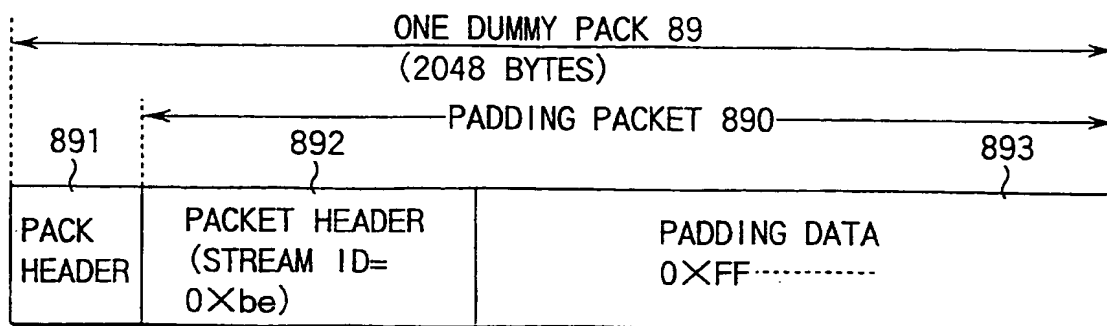 ONE DUMMY PACK 89
(2048 BYTES)
PADDING PACKET 890
891
892
893
PACK
HEADER
PACKET HEADER
(STREAM ID=
0×be)
PADDING DATA
0×FF----------